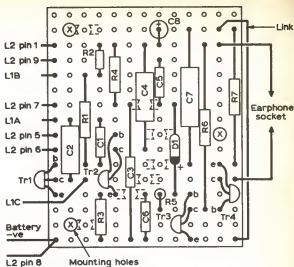 C8
Link
L2 pin 1
L2 pin 9
L1B
R2
R4
C4
C5
C7
R7
L2 pin 7
L1A
L2 pin 5
L2 pin 6
R1
C2
C1
C3
D1
+
R6
Earphone
socket
b
c
e
Tr1
Tr2
b
c
e
L1C
R3
C6
R5
Tr3
b
c
e
Tr4
c
b
e
Battery
-ve
L2 pin 8
Mounting holes